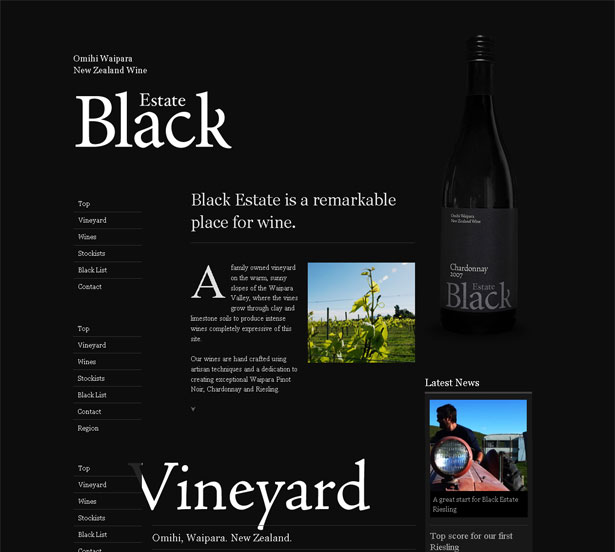 Omihi Waipara
New Zealand Wine
Estate
Black
Top
Vineyard
Wines
Stockists
Black List
Contact
Black Estate is a remarkable
place for wine.
A family owned vineyard
on the warm, sunny
slopes of the Waipara
Valley, where the vines
grow through clay and
limestone soils to produce intense
wines completely expressive of this
site.
Our wines are hand crafted using
artisan techniques and a dedication to
creating exceptional Waipara Pinot
Noir, Chardonnay and Riesling.
Omihi Waipara
New Zealand Wine
Chardonnay
2007
Estate
Black
Top
Vineyard
Wines
Stockists
Black List
Contact
Region
Latest News
A great start for Black Estate
Riesling
Top score for our first
Riesling
Top
Vineyard
Wines
Stockists
Black List
Contact
Vineyard
Omihi, Waipara. New Zealand.